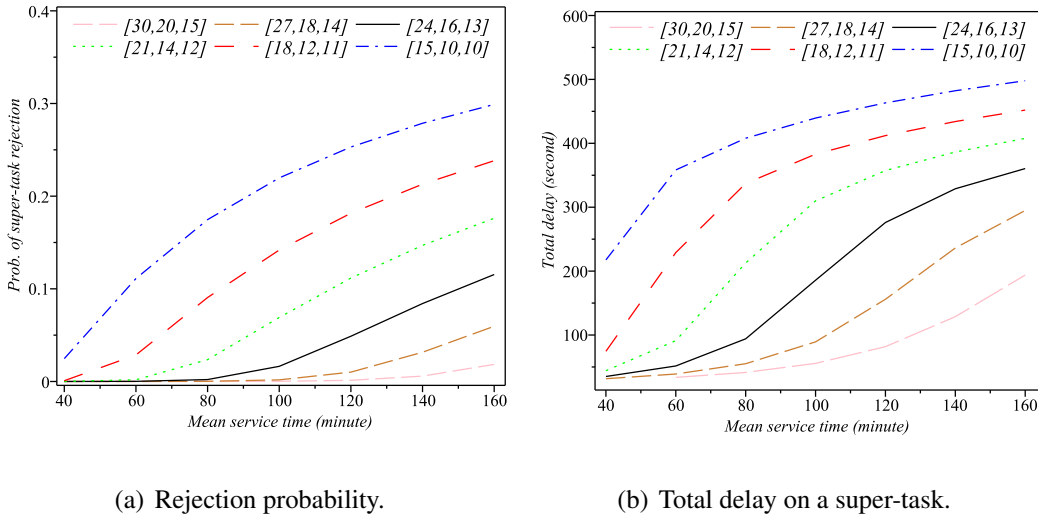 [30,20,15] [27,18,14] [24,16,13]
[21,14,12] [18,12,11] [15,10,10]
Prob. of super-task rejection
0.4
0.3
0.2
0.1
0
40 60 80 100 120 140 160
Mean service time (minute)
(a) Rejection probability.
[30,20,15] [27,18,14] [24,16,13]
[21,14,12] [18,12,11] [15,10,10]
Total delay (second)
600
500
400
300
200
100
40 60 80 100 120 140 160
Mean service time (minute)
(b) Total delay on a super-task.